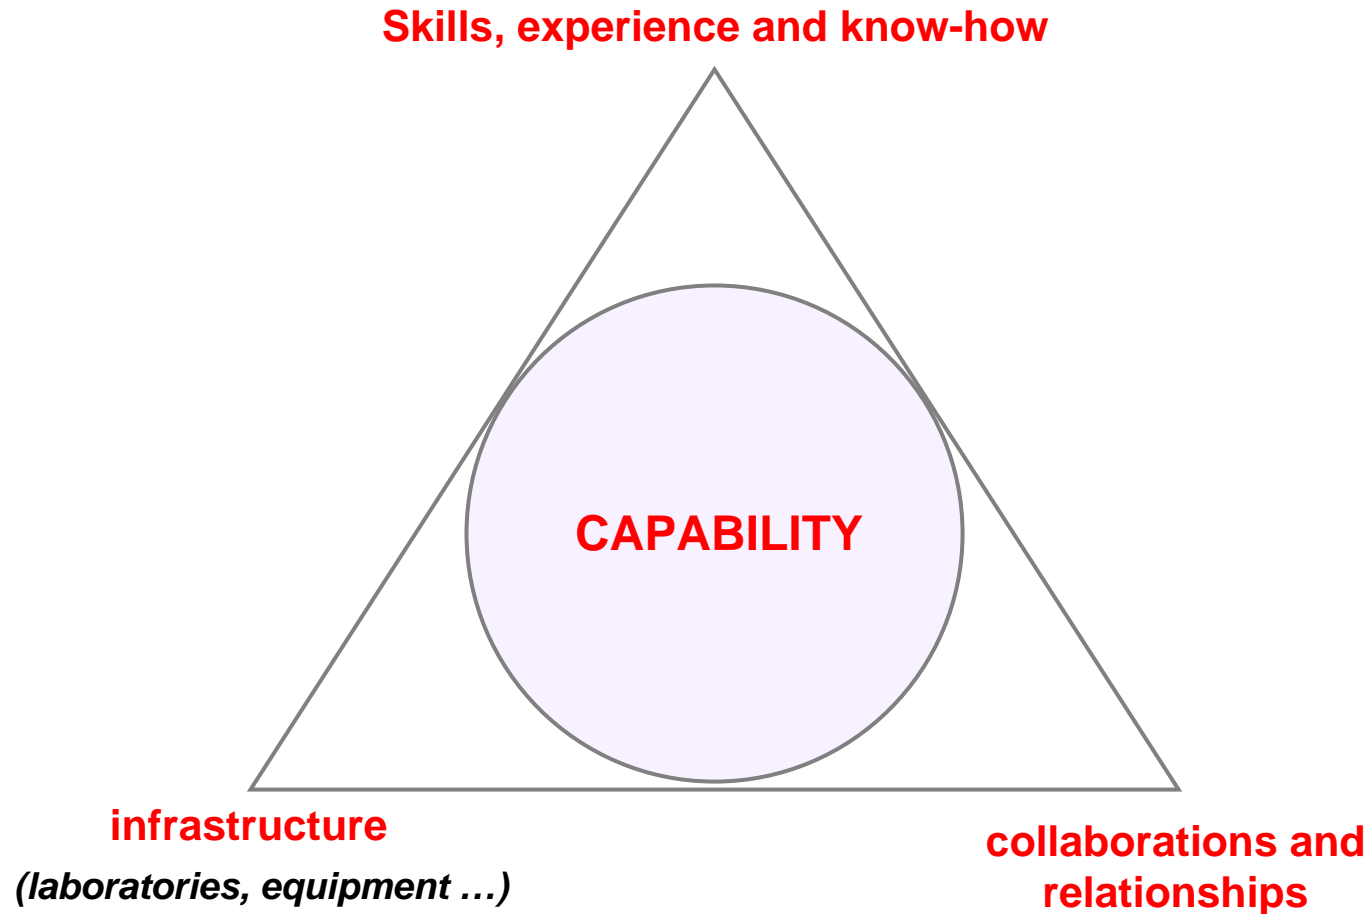 Skills, experience and know-how
CAPABILITY
infrastructure
(laboratories, equipment …)
collaborations and
relationships